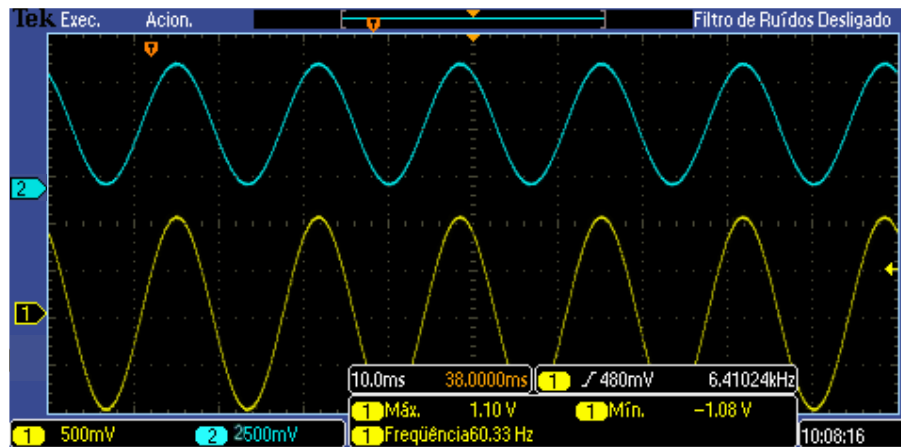 Tek Exec. Acion. Filtro de Ruídos Desligado
T
T
2
1
10.0ms 38.0000ms 1 480mV 6.41024kHz
1 Máx. 1.10 V 1 Mín. −1.08 V
1 500mV 2 500mV 1 Freqüência60.33 Hz 10:08:16